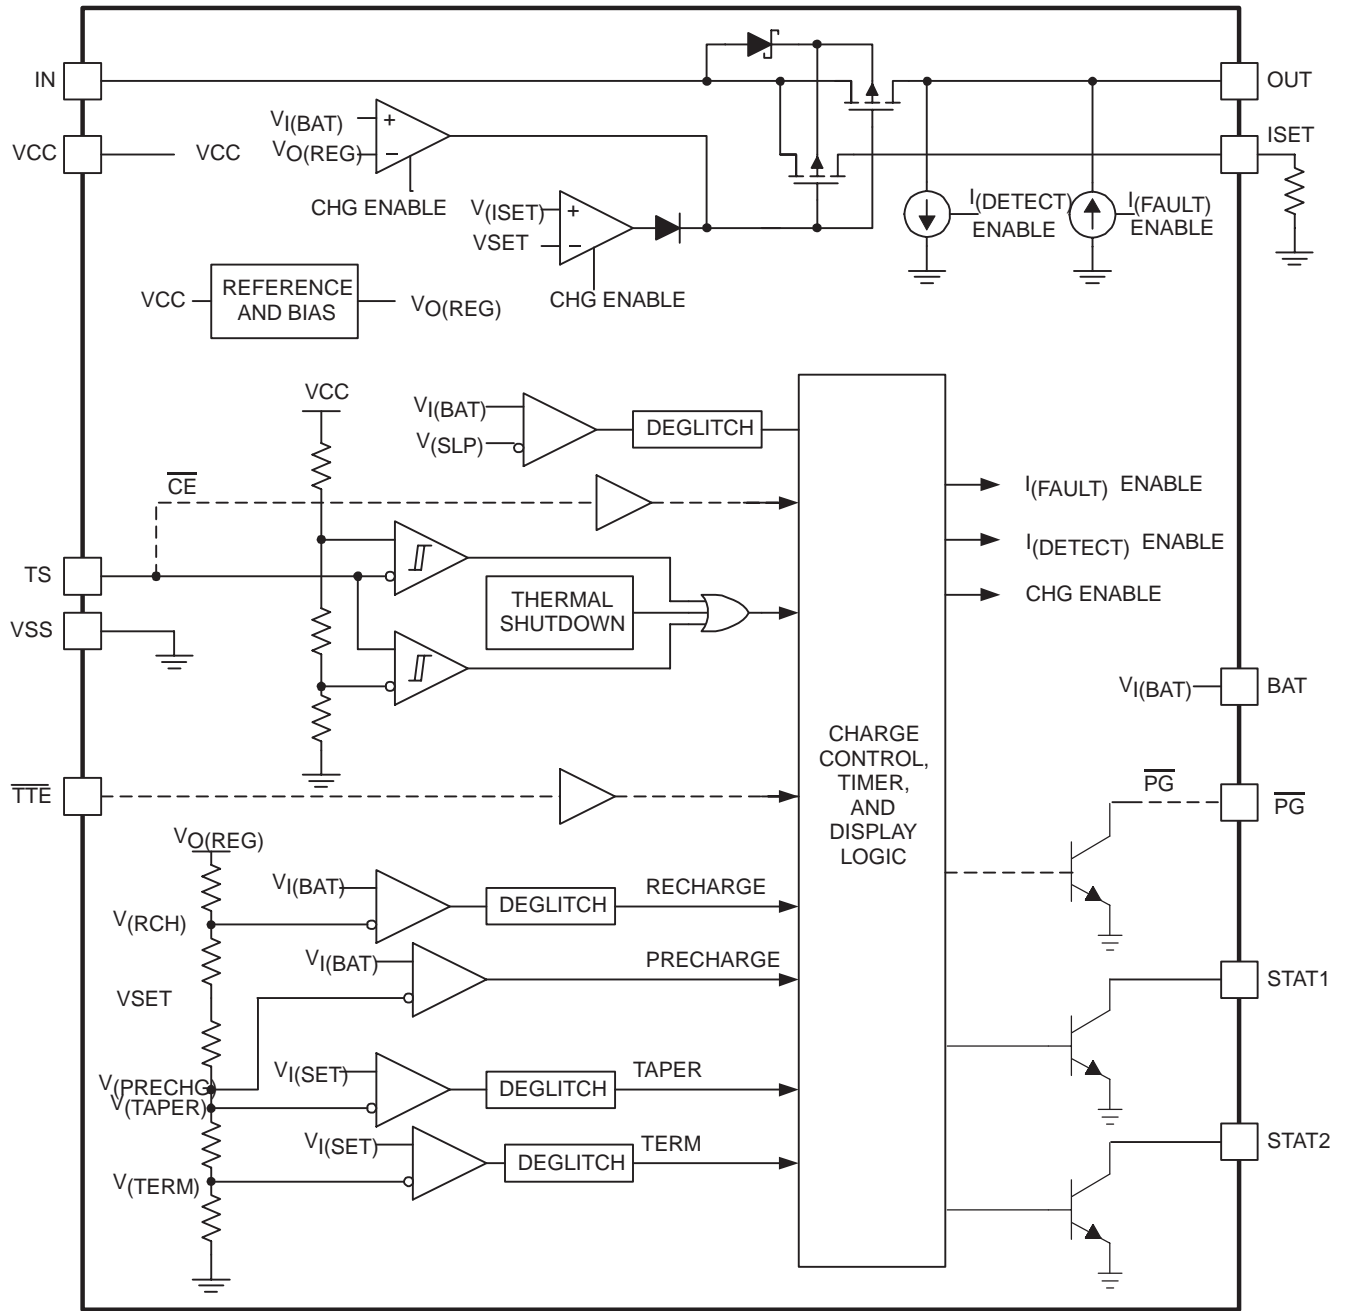 IN
OUT
VI(BAT)
+
ISET
VCC
VCC
VO(REG)
−
CHG ENABLE
V(ISET)
+
I(DETECT)
ENABLE
I(FAULT)
ENABLE
VSET
−
CHG ENABLE
VCC
REFERENCE
AND BIAS
VO(REG)
VCC
VI(BAT)
V(SLP)
DEGLITCH
CE
I(FAULT) ENABLE
I(DETECT) ENABLE
TS
CHG ENABLE
THERMAL
SHUTDOWN
VSS
VI(BAT)
BAT
CHARGE
CONTROL,
TIMER,
AND
DISPLAY
LOGIC
TTE
PG
PG
VO(REG)
VI(BAT)
DEGLITCH
RECHARGE
V(RCH)
VI(BAT)
PRECHARGE
VSET
STAT1
VI(SET)
DEGLITCH
TAPER
V(PRECHG)
V(TAPER)
VI(SET)
DEGLITCH
TERM
STAT2
V(TERM)